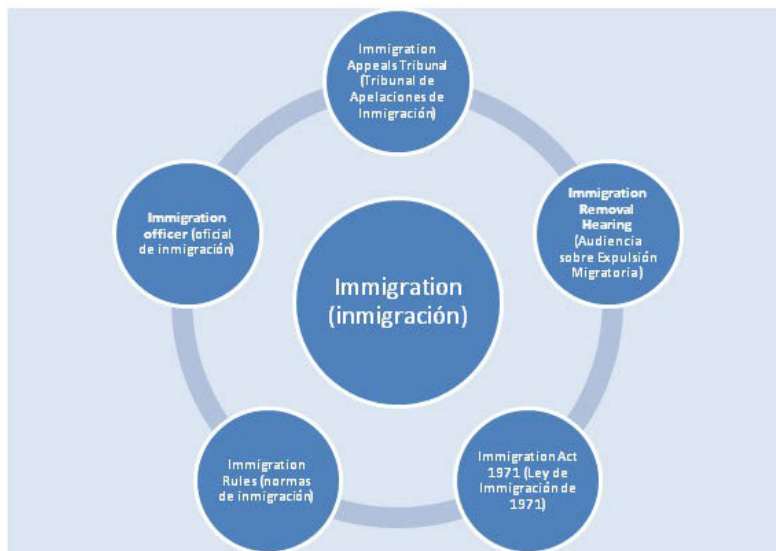 Immigration
Appeals Tribunal
(Tribunal de
Apelaciones de
Inmigración)
Immigration
Removal
Hearing
(Audiencia
sobre Expulsión
Migratoria)
Immigration Act
1971 (Ley de
Immigración de
1971)
Immigration
Rules (normas
de inmigración)
Immigration
officer (oficial
de inmigración)
Immigration
(inmigración)